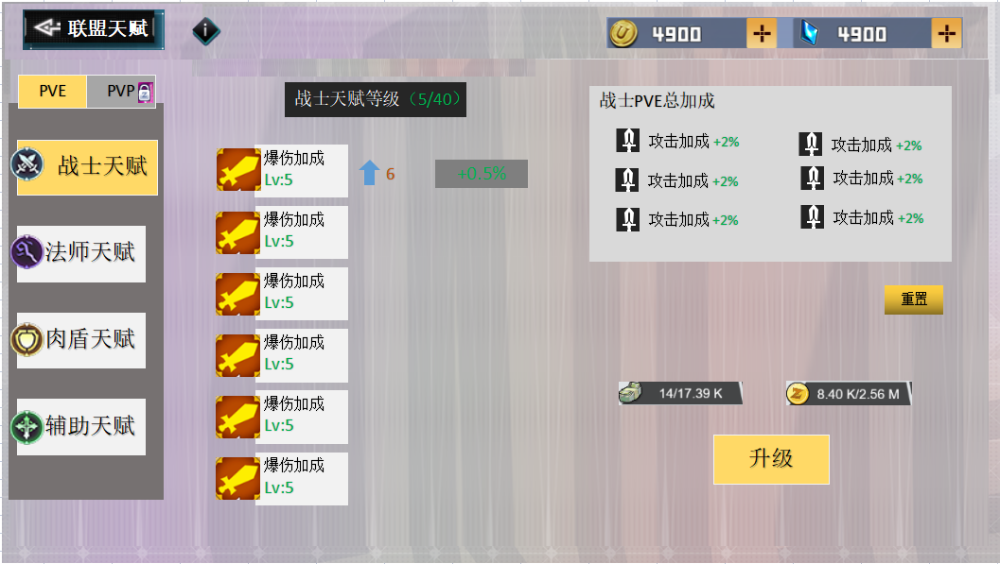 联盟天赋
4900
4900
PVE
PVP
战士天赋等级（5/40）
战士PVE总加成
战士天赋
法师天赋
肉盾天赋
辅助天赋
爆伤加成
Lv:5
6
+0.5%
爆伤加成
Lv:5
爆伤加成
Lv:5
爆伤加成
Lv:5
爆伤加成
Lv:5
爆伤加成
Lv:5
攻击加成 +2%
攻击加成 +2%
攻击加成 +2%
攻击加成 +2%
攻击加成 +2%
攻击加成 +2%
重置
14/17.39 K
8.40 K/2.56 M
升级